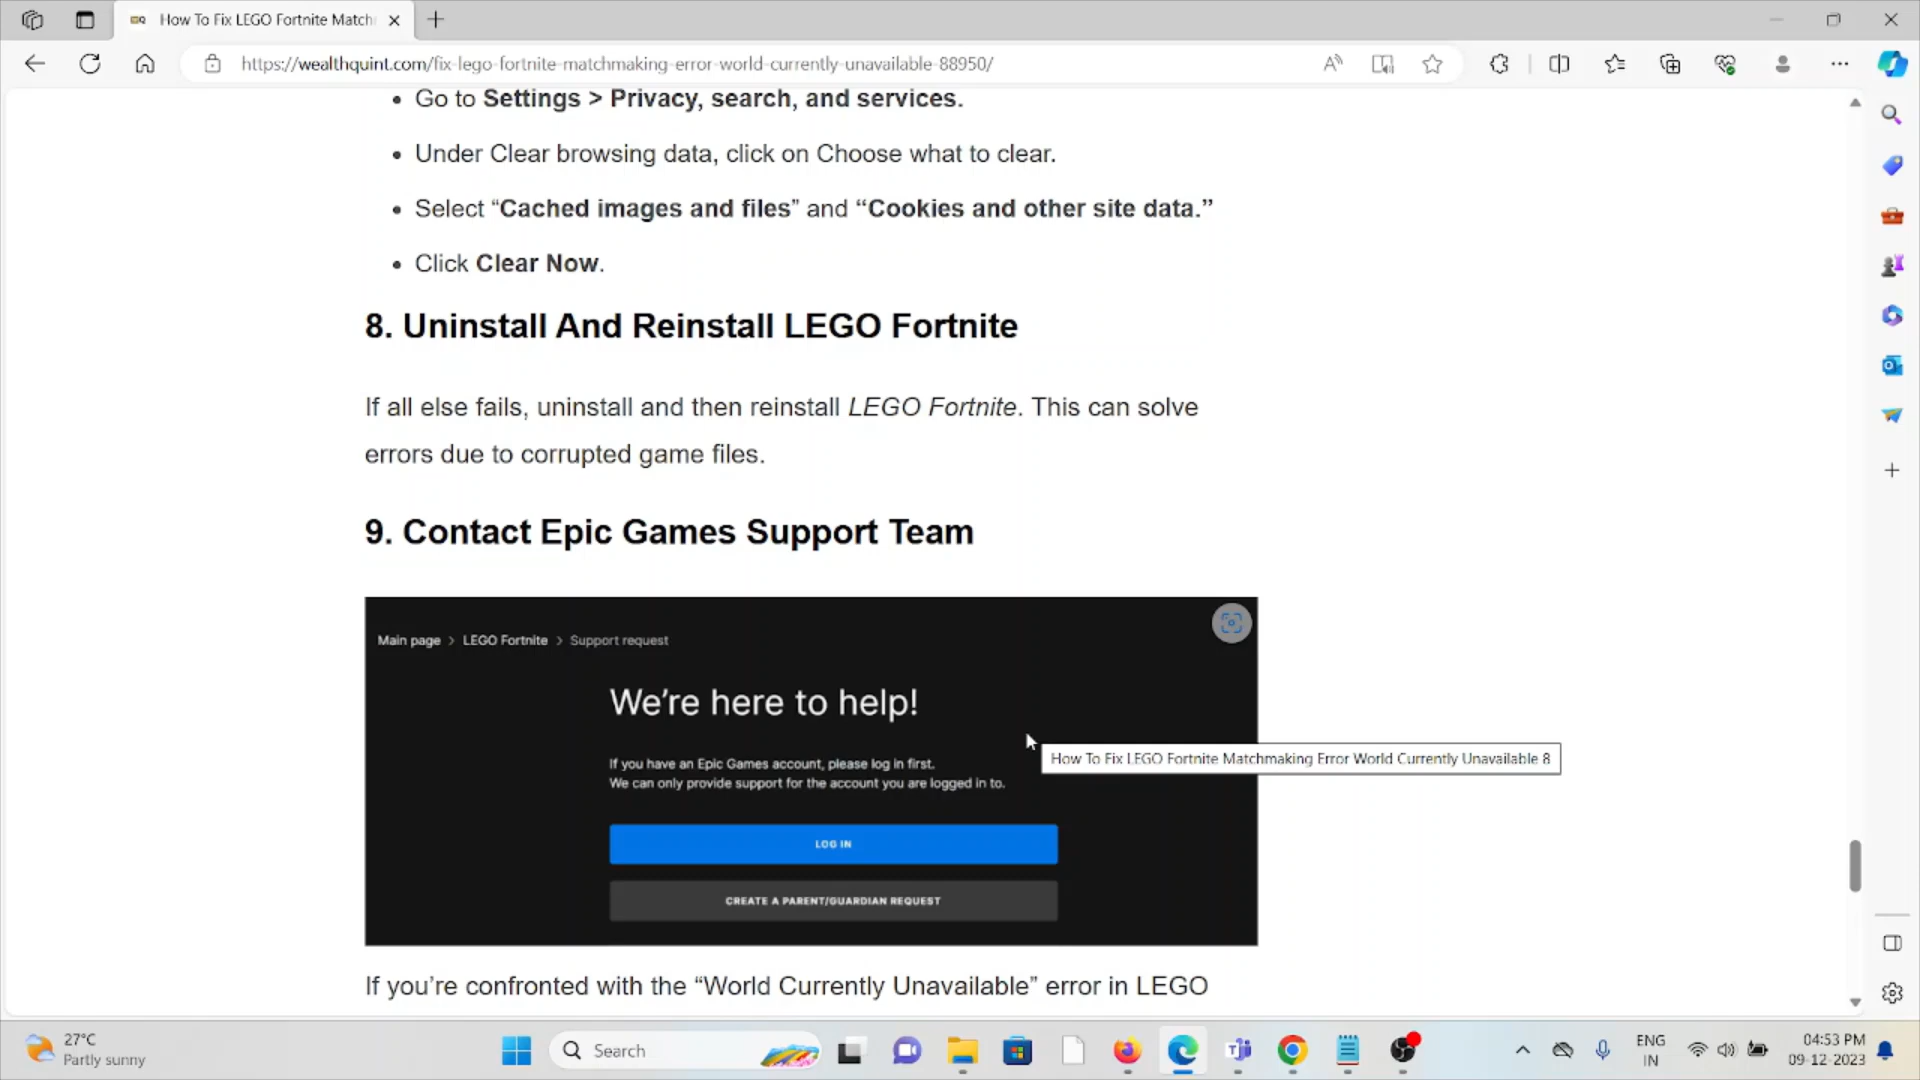 How To Fix LEGO Fortnite Match
https://wealthquint.com/fix-lego-fortnite-matchmaking-error-world-currently-unavailable-88950/
• Go to Settings > Privacy, search, and services.
• Under Clear browsing data, click on Choose what to clear.
• Select “Cached images and files” and “Cookies and other site data.”
• Click Clear Now.
8. Uninstall And Reinstall LEGO Fortnite
If all else fails, uninstall and then reinstall LEGO Fortnite. This can solve
errors due to corrupted game files.
9. Contact Epic Games Support Team
Main page > LEGO Fortnite > Support request
We’re here to help!
If you have an Epic Games account, please log in first.
We can only provide support for the account you are logged in to.
How To Fix LEGO Fortnite Matchmaking Error World Currently Unavailable 8
LOG IN
CREATE A PARENT/GUARDIAN REQUEST
If you’re confronted with the “World Currently Unavailable” error in LEGO
27°C
Partly sunny
Search
ENG
IN
04:53 PM
09-12-2023